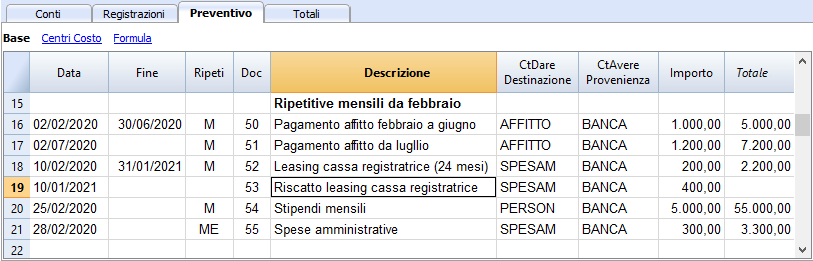 Conti Registrazioni Preventivo Totali
Base Centri Costo Formula
Data Fine Ripeti Doc Descrizione CtDare Destinazione CtAvere Provenienza Importo Totale
15 Ripetitive mensili da febbraio
16 02/02/2020 30/06/2020 M 50 Pagamento affitto febbraio a giugno AFFITTO BANCA 1.000,00 5.000,00
17 02/07/2020 M 51 Pagamento affitto da lugllio AFFITTO BANCA 1.200,00 7.200,00
18 10/02/2020 31/01/2021 M 52 Leasing cassa registratrice (24 mesi) SPESAM BANCA 200,00 2.200,00
19 10/01/2021 53 Riscatto leasing cassa registratrice SPESAM BANCA 400,00
20 25/02/2020 M 54 Stipendi mensili PERSON BANCA 5.000,00 55.000,00
21 28/02/2020 ME 55 Spese amministrative SPESAM BANCA 300,00 3.300,00
22